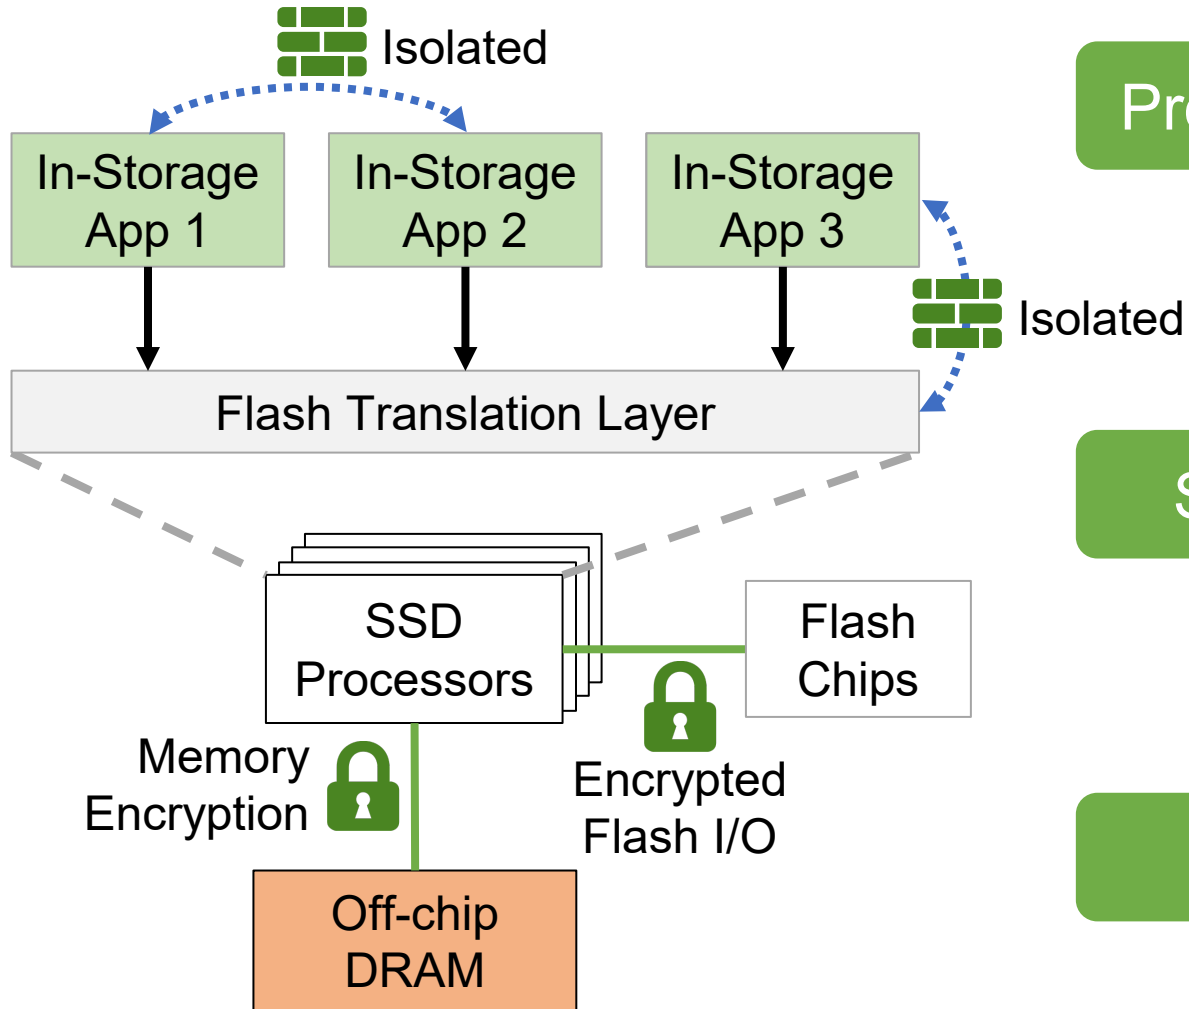 Isolated
In-Storage
App 1
In-Storage
App 2
In-Storage
App 3
Isolated
Flash Translation Layer
SSD
Processors
Flash
Chips
Memory
Encryption
Encrypted
Flash I/O
Off-chip
DRAM